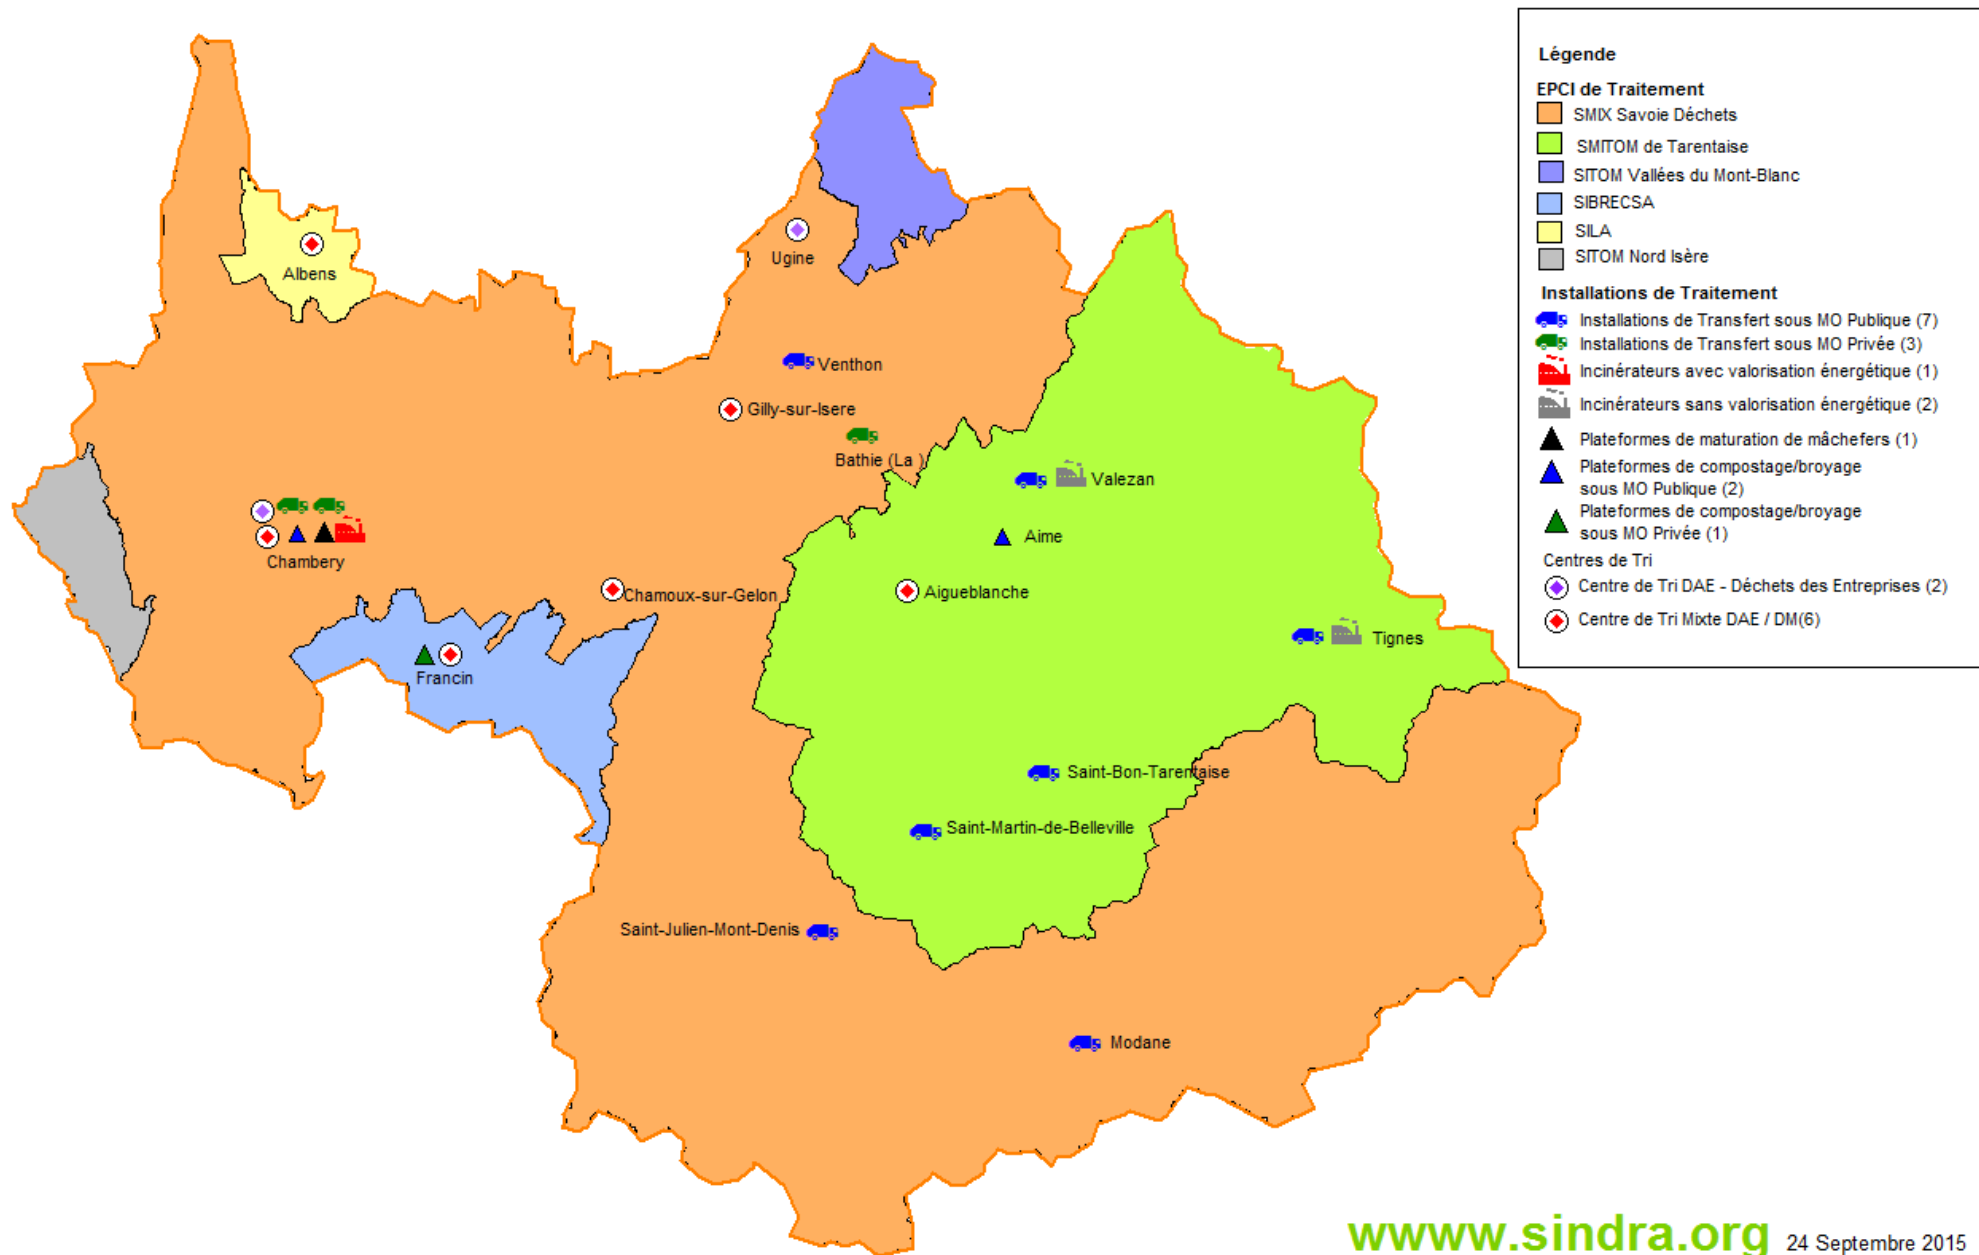 Légende
EPCI de Traitement
SMIX Savoie Déchets
SMITOM de Tarentaise
SITOM Vallées du Mont-Blanc
SIBRECSA
SILA
SITOM Nord Isère
Installations de Traitement
Installations de Transfert sous MO Publique (7)
Installations de Transfert sous MO Privée (3)
Incinérateurs avec valorisation énergétique (1)
Incinérateurs sans valorisation énergétique (2)
Plateformes de maturation de mâchefers (1)
Plateformes de compostage/broyage
sous MO Publique (2)
Plateformes de compostage/broyage
sous MO Privée (1)
Centres de Tri
Centre de Tri DAE - Déchets des Entreprises (2)
Centre de Tri Mixte DAE / DM(6)
Albens
Ugine
Venthon
Gilly-sur-Isere
Bathie (La )
Valezan
Aime
Chambery
Chamoux-sur-Gelon
Aigueblanche
Tignes
Francin
Saint-Bon-Tarentaise
Saint-Martin-de-Belleville
Saint-Julien-Mont-Denis
Modane
wwww.sindra.org 24 Septembre 2015